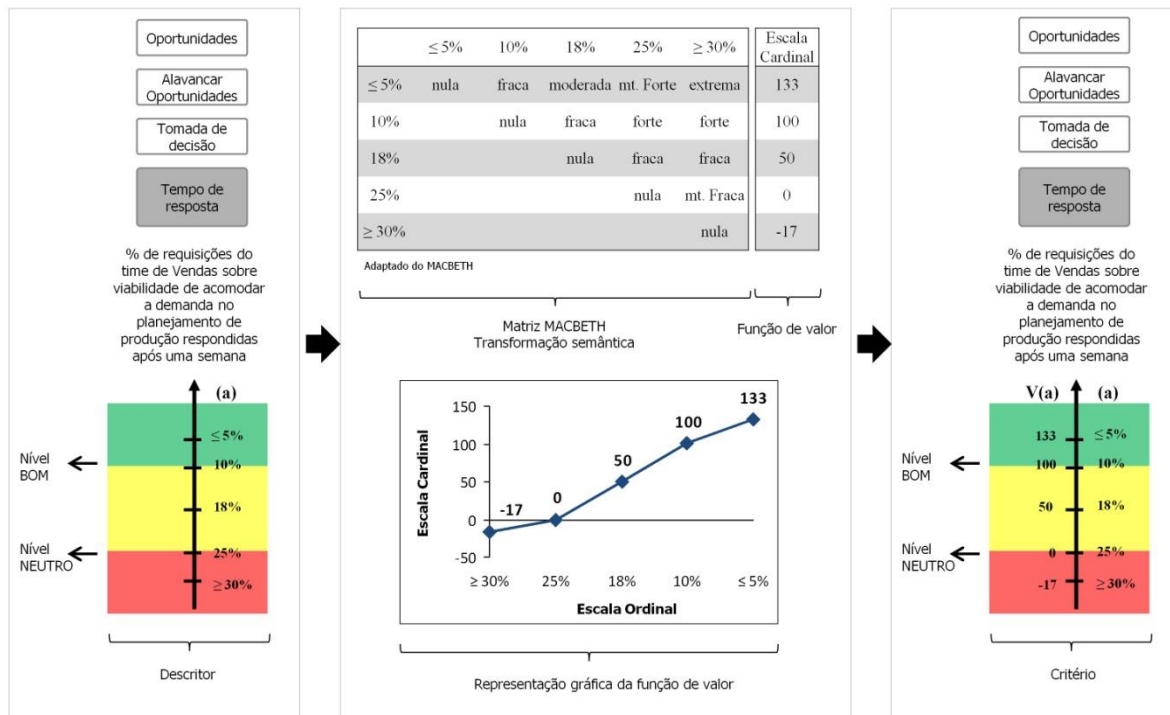 Oportunidades
Alavancar
Oportunidades
Tomada de
decisão
Tempo de
resposta
% de requisições do
time de Vendas sobre
viabilidade de acomodar
a demanda no
planejamento de
produção respondidas
após uma semana
(a)
≤ 5%
Nível
BOM
10%
18%
Nível
NEUTRO
25%
≥ 30%
Descritor
≤ 5% 10% 18% 25% ≥ 30% Escala
Cardinal
≤ 5% nula fraca moderada mt. Forte extrema 133
10% nula fraca forte forte 100
18% nula fraca fraca 50
25% nula mt. Fraca 0
≥ 30% nula -17
Adaptado do MACBETH
Matriz MACBETH
Transformação semântica
Função de valor
Escala Cardinal
150
100
50
0
-50
-17
0
50
100
133
≥ 30% 25% 18% 10% ≤ 5%
Escala Ordinal
Representação gráfica da função de valor
Oportunidades
Alavancar
Oportunidades
Tomada de
decisão
Tempo de
resposta
% de requisições do
time de Vendas sobre
viabilidade de acomodar
a demanda no
planejamento de
produção respondidas
após uma semana
V(a) (a)
133 ≤ 5%
Nível
BOM
100 10%
50 18%
Nível
NEUTRO
0 25%
-17 ≥ 30%
Critério